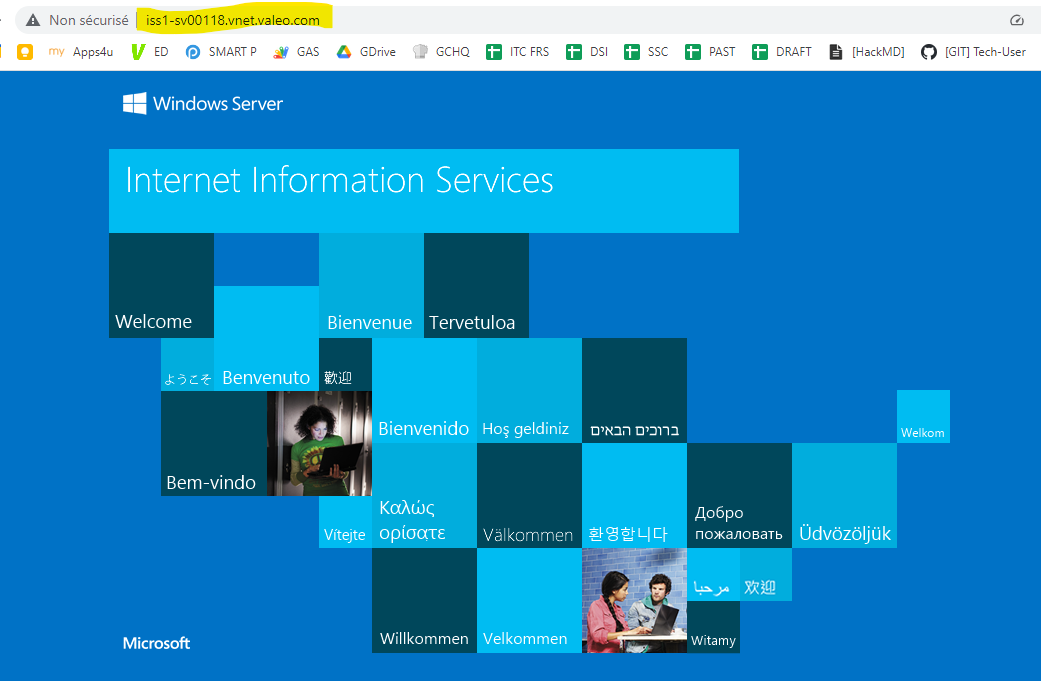 Non sécurisé iss1-sv00118.vnet.valeo.com
my Apps4u ED SMART P GAS GDrive GCHQ ITC FRS DSI SSC PAST DRAFT [HackMD] [GIT] Tech-User
Windows Server
Internet Information Services
Welcome
Bienvenue
Tervetuloa
ようこそ
Benvenuto
歡迎
Bienvenido
Hoş geldiniz
ברוכים הבאים
Welkom
Bem-vindo
Vítejte
Καλώς
ορίσατε
Välkommen
환영합니다
Добро
пожаловать
Üdvözöljük
مرحبا
欢迎
Microsoft
Willkommen
Velkommen
Witamy